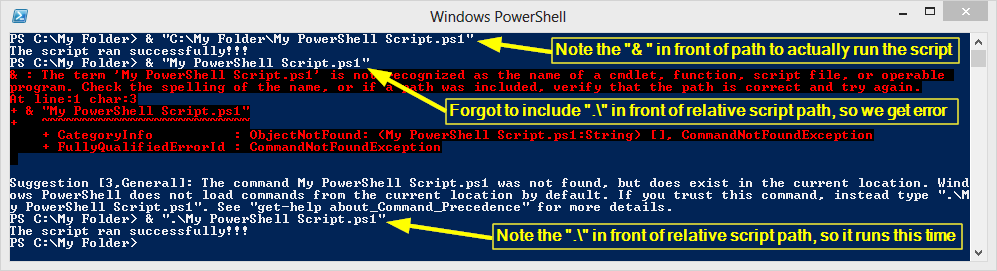 Windows PowerShell
PS C:\My Folder> & "C:\My Folder\My PowerShell Script.ps1"
The script ran successfully!!!
Note the "& " in front of path to actually run the script
PS C:\My Folder> & "My PowerShell Script.ps1"
& : The term 'My PowerShell Script.ps1' is not recognized as the name of a cmdlet, function, script file, or operable
program. Check the spelling of the name, or if a path was included, verify that the path is correct and try again.
At line:1 char:3
+ & "My PowerShell Script.ps1"
Forgot to include ".\" in front of relative script path, so we get error
+   ~~~~~~~~~~~~~~~~~~~~~~~~~~
    + CategoryInfo          : ObjectNotFound: (My PowerShell Script.ps1:String) [], CommandNotFoundException
    + FullyQualifiedErrorId : CommandNotFoundException
Suggestion [3,General]: The command My PowerShell Script.ps1 was not found, but does exist in the current location. Wind
ows PowerShell does not load commands from the current location by default. If you trust this command, instead type ".\M
y PowerShell Script.ps1". See "get-help about_Command_Precedence" for more details.
PS C:\My Folder> & ".\My PowerShell Script.ps1"
The script ran successfully!!!
Note the ".\" in front of relative script path, so it runs this time
PS C:\My Folder>